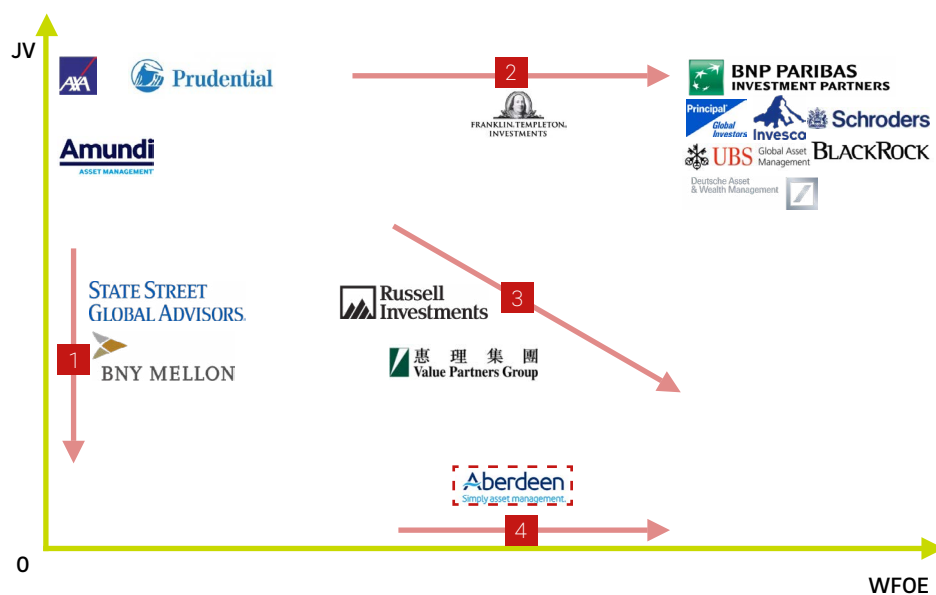 JV
AXA
Prudential
2
FRANKLIN TEMPLETON
INVESTMENTS
BNP PARIBAS
INVESTMENT PARTNERS
Principal
Global
Investors
Invesco
Schroders
UBS
Global Asset
Management
BLACKROCK
Deutsche Asset
& Wealth Management
Amundi
ASSET MANAGEMENT
STATE STREET
GLOBAL ADVISORS.
1
BNY MELLON
Russell
Investments
3
惠理集團
Value Partners Group
Aberdeen
Simply asset management.
4
0
WFOE